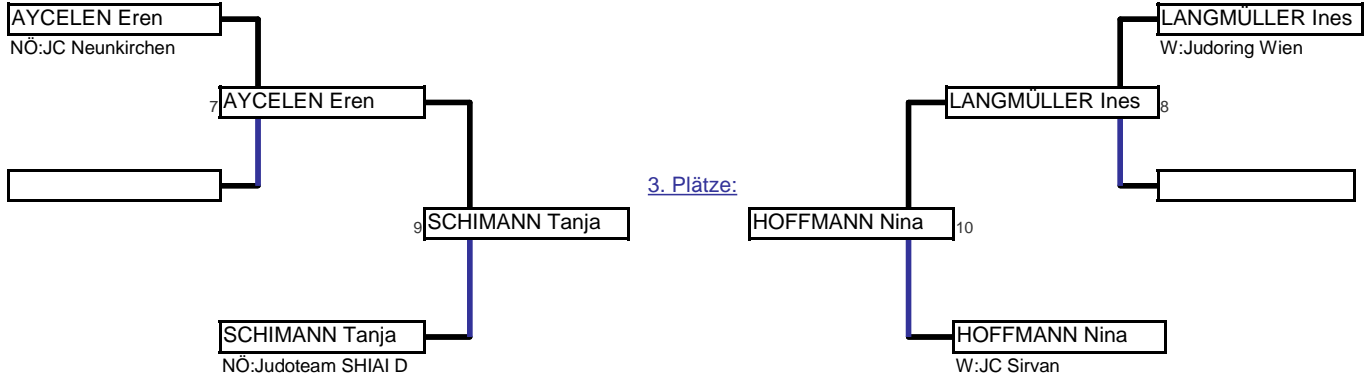 AYCELEN Eren
NÖ:JC Neunkirchen
LANGMÜLLER Ines
W:Judoring Wien
7 AYCELEN Eren
LANGMÜLLER Ines 8
3. Plätze:
9 SCHIMANN Tanja
HOFFMANN Nina 10
SCHIMANN Tanja
NÖ:Judoteam SHIAI D
HOFFMANN Nina
W:JC Sirvan